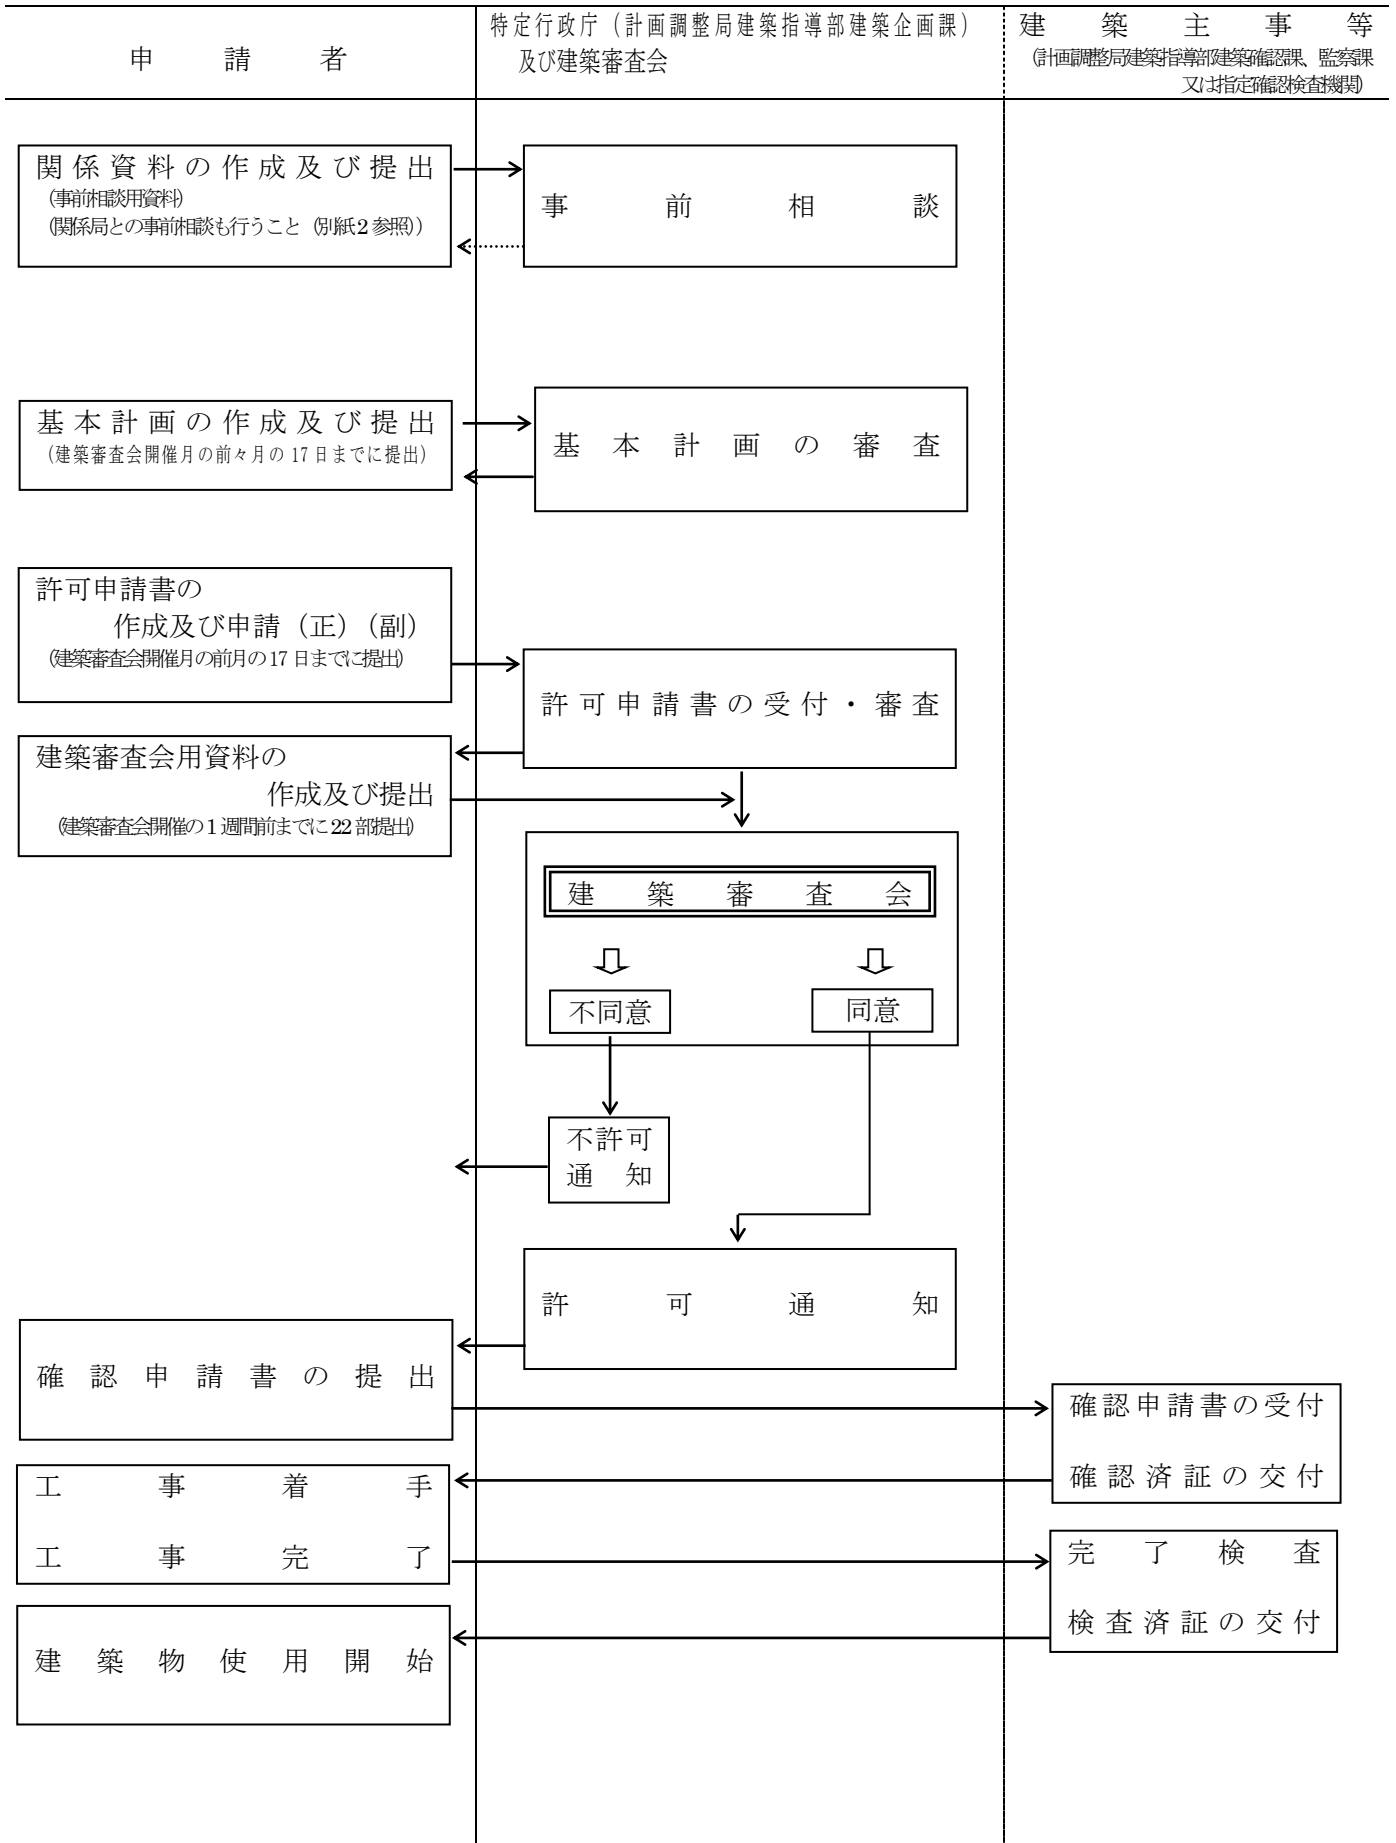 申請者
特定行政庁（計画調整局建築指導部建築企画課）
及び建築審査会
建築主事等
(計画調整局建築指導部建築確認課、監察課
又は指定確認検査機関)
関係資料の作成及び提出
(事前相談用資料)
(関係局との事前相談も行うこと（別紙2参照）)
事前相談
基本計画の作成及び提出
(建築審査会開催月の前々月の17日までに提出)
基本計画の審査
許可申請書の
作成及び申請（正）（副）
(建築審査会開催月の前月の17日までに提出)
許可申請書の受付・審査
建築審査会用資料の
作成及び提出
(建築審査会開催の1週間前までに22部提出)
建築審査会
不同意
同意
不許可
通知
許可通知
確認申請書の提出
確認申請書の受付
確認済証の交付
工事着手
工事完了
完了検査
検査済証の交付
建築物使用開始